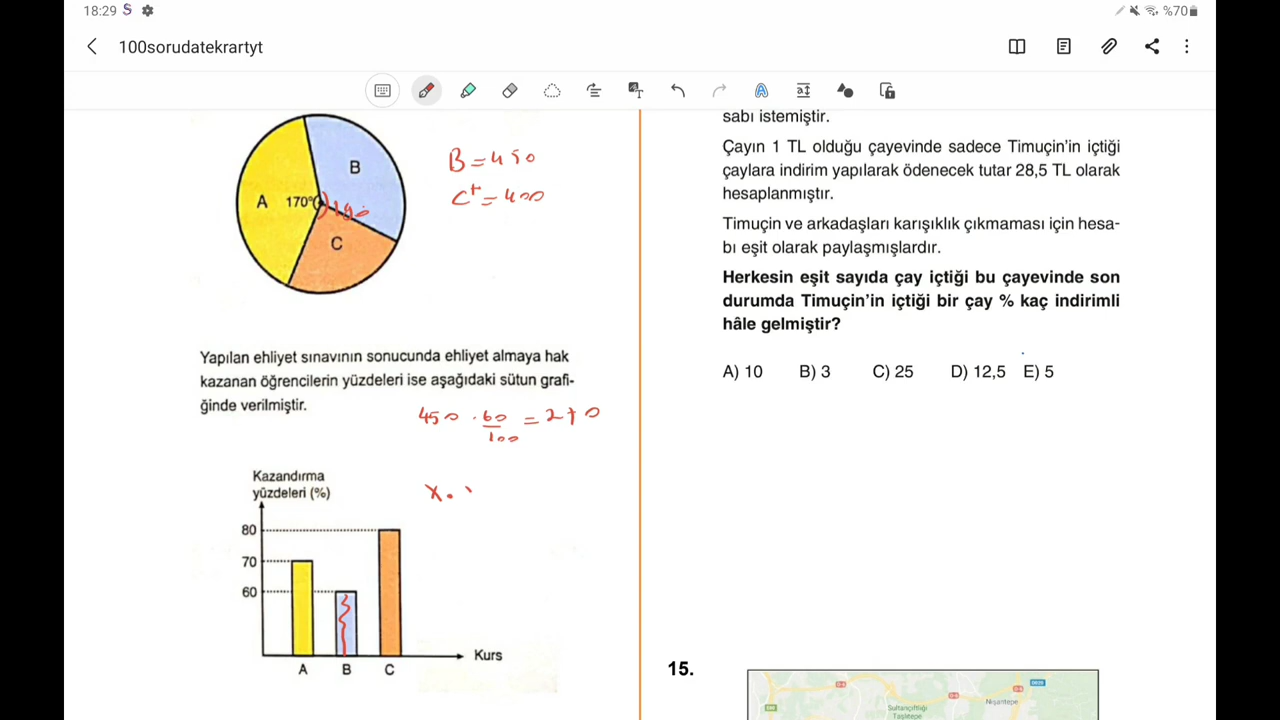 18:29 S
%70
100sorudatekrartyt
A 170° B
C
190
B = 450
C = 400
Yapılan ehliyet sınavının sonucunda ehliyet almaya hak
kazanan öğrencilerin yüzdeleri ise aşağıdaki sütun grafi-
ğinde verilmiştir.
450 . 60/100 = 270
Kazandırma
yüzdeleri (%)
x.
80
70
60
Kurs
A B C
sabı istemiştir.
Çayın 1 TL olduğu çayevinde sadece Timuçin'in içtiği
çaylara indirim yapılarak ödenecek tutar 28,5 TL olarak
hesaplanmıştır.
Timuçin ve arkadaşları karışıklık çıkmaması için hesa-
bı eşit olarak paylaşmışlardır.
Herkesin eşit sayıda çay içtiği bu çayevinde son
durumda Timuçin'in içtiği bir çay % kaç indirimli
hâle gelmiştir?
A) 10 B) 3 C) 25 D) 12,5 E) 5
15.
Sultançiftliği
Taşlıtepe
Nişantepe